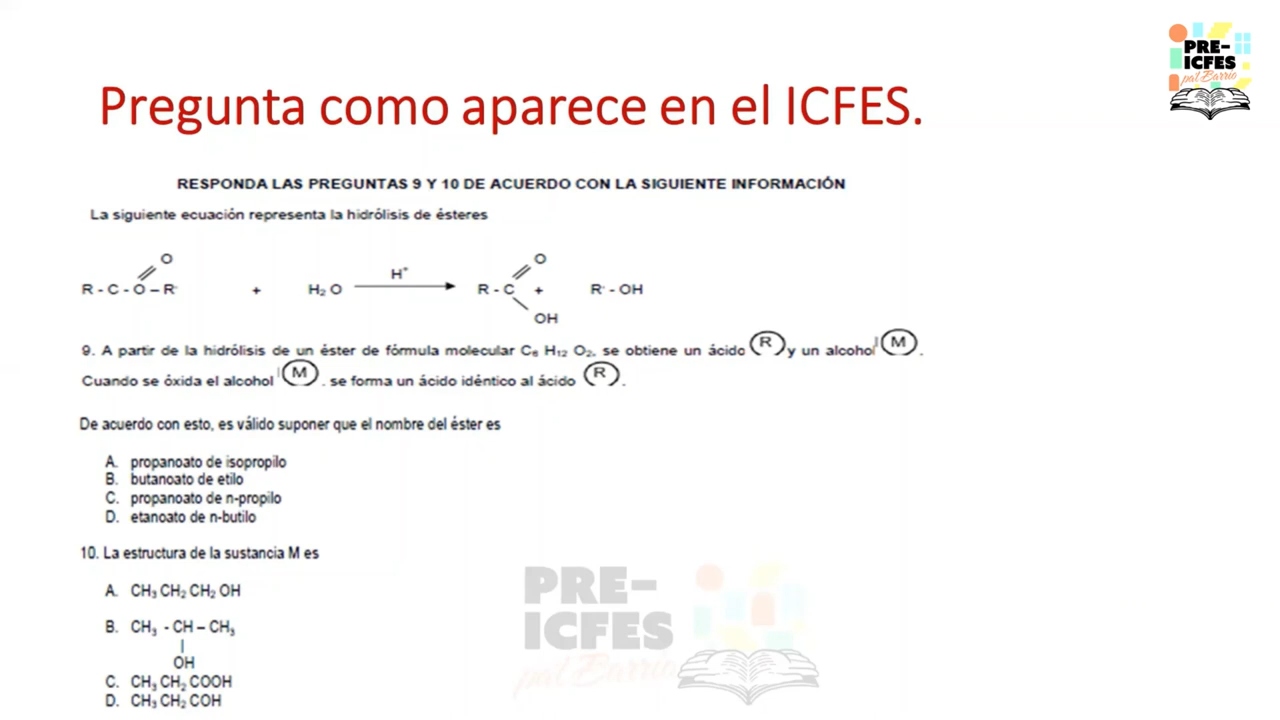 PRE-
ICFES
pal Barrio
Pregunta como aparece en el ICFES.
RESPONDA LAS PREGUNTAS 9 Y 10 DE ACUERDO CON LA SIGUIENTE INFORMACIÓN
La siguiente ecuación representa la hidrólisis de ésteres
O O
H⁺
R - C - O – R' + H₂ O R - C + R' - OH
OH
9. A partir de la hidrólisis de un éster de fórmula molecular C₆ H₁₂ O₂, se obtiene un ácido R y un alcohol M .
Cuando se óxida el alcohol M . se forma un ácido idéntico al ácido R .
De acuerdo con esto, es válido suponer que el nombre del éster es
A. propanoato de isopropilo
B. butanoato de etilo
C. propanoato de n-propilo
D. etanoato de n-butilo
10. La estructura de la sustancia M es
A. CH₃ CH₂ CH₂ OH
B. CH₃ - CH – CH₃
|
OH
C. CH₃ CH₂ COOH
D. CH₃ CH₂ COH
PRE-
ICFES
pal Barrio